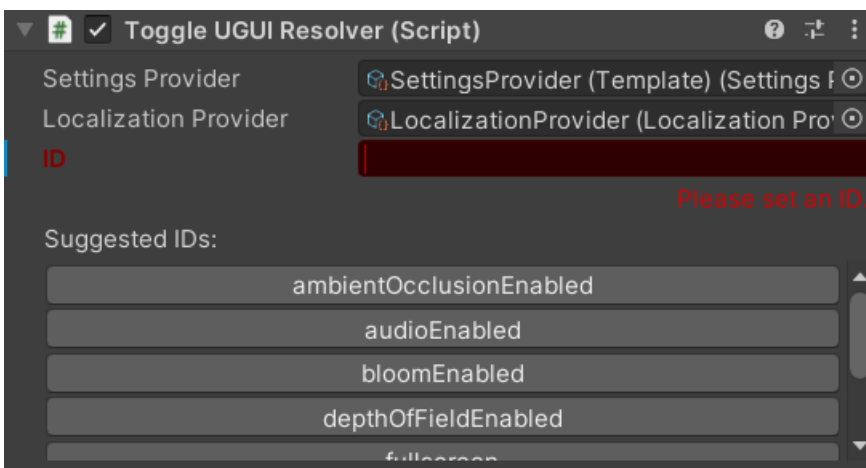 Toggle UGUI Resolver (Script)
Settings Provider
SettingsProvider (Template) (Settings
Localization Provider
LocalizationProvider (Localization Pro
ID
Please set an ID
Suggested IDs:
ambientOcclusionEnabled
audioEnabled
bloomEnabled
depthOfFieldEnabled
fullscreen